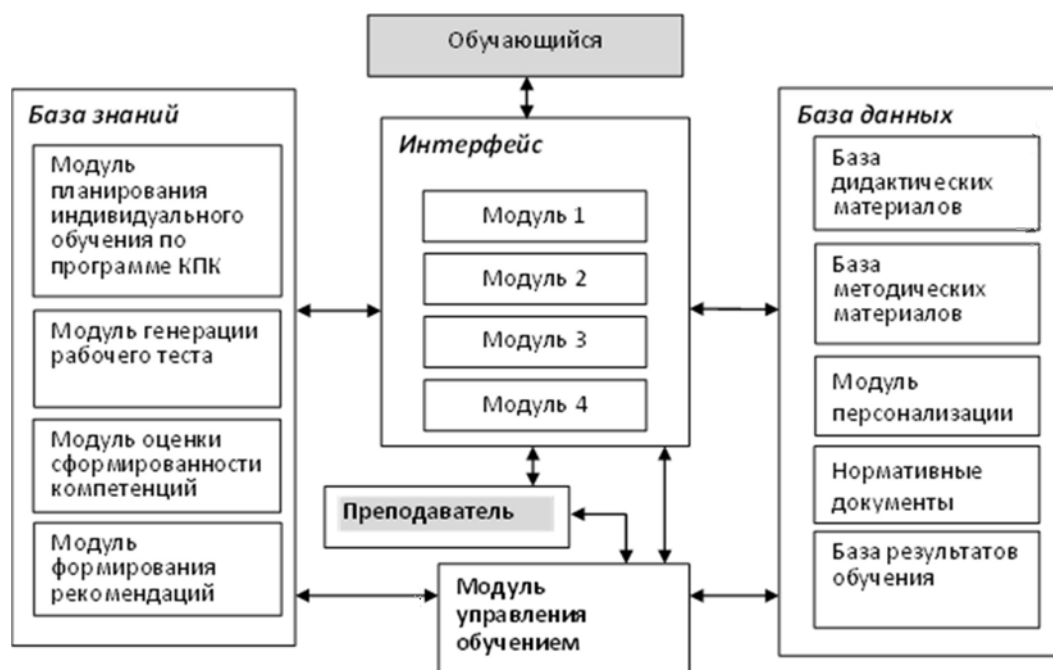 Обучающийся
База знаний
Модуль
планирования
индивидуального
обучения по
программе КПК
Модуль генерации
рабочего теста
Модуль оценки
сформированности
компетенций
Модуль
формирования
рекомендаций
Интерфейс
Модуль 1
Модуль 2
Модуль 3
Модуль 4
Преподаватель
Модуль
управления
обучением
База данных
База
дидактических
материалов
База
методических
материалов
Модуль
персонализации
Нормативные
документы
База результатов
обучения